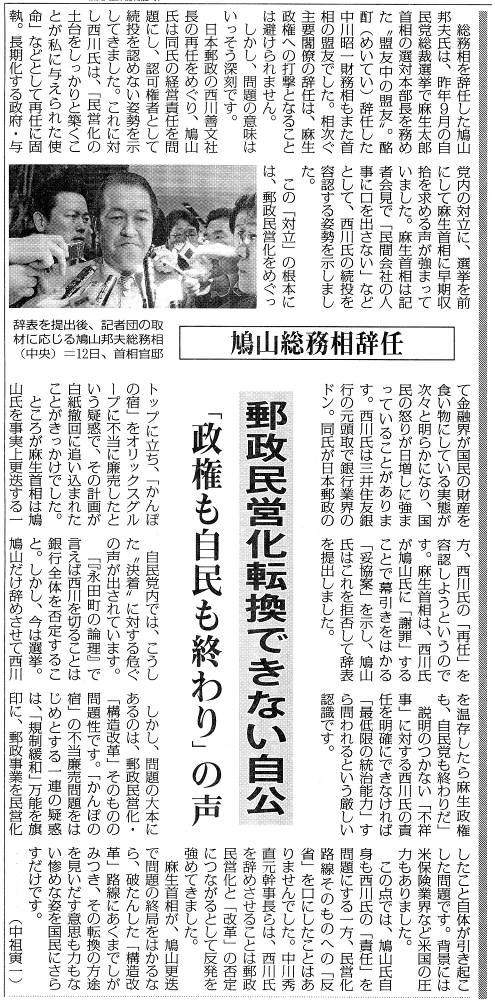 総務相を辞任した鳩山
邦夫氏は、昨年9月の自
民党総裁選挙で麻生太郎
首相の選対本部長を務め
た〝盟友中の盟友〟。酩
酊（めいてい）辞任した
中川昭一財務相もまた首
相の盟友でした。相次ぐ
主要閣僚の辞任は、麻生
政権への打撃となること
は避けられません。
しかし、問題の意味は
いっそう深刻です。
日本郵政の西川善文社
長の再任をめぐり、鳩山
氏は同氏の経営責任を問
題にし、認可権者として
続投を認めない姿勢を示
してきました。これに対
し西川氏は、「民営化の
土台をしっかりと築くこ
とが私に与えられた使
命」などとして再任に固
執。長期化する政府・与
党内の対立に、選挙を前
にして麻生首相に早期収
拾を求める声が強まって
いました。麻生首相は記
者会見で「民間会社の人
事に口を出さない」など
として、西川氏の続投を
容認する姿勢を示しまし
た。
この「対立」の根本に
は、郵政民営化をめぐっ
辞表を提出後、記者団の取
材に応じる鳩山邦夫総務相
（中央）＝12日、首相官邸
鳩山総務相辞任
郵政民営化転換できない自公
「政権も自民も終わり」の声
て金融界が国民の財産を
食い物にしている実態が
次々と明らかになり、国
民の怒りが日増しに強ま
っていることがありま
す。西川氏は三井住友銀
行の元頭取で銀行業界の
ドン。同氏が日本郵政の
トップに立ち、「かんぽ
の宿」をオリックスグル
ープに不当に廉売したと
いう疑惑で、その計画が
白紙撤回に追い込まれた
ことがきっかけでした。
ところが麻生首相は鳩
山氏を事実上更迭する一
方、西川氏の「再任」を
容認しようというので
す。麻生首相は、西川氏
が鳩山氏に「謝罪」する
ことで幕引きをはかる
「妥協案」を示し、鳩山
氏はこれを拒否して辞表
を提出しました。
自民党内では、こうし
た〝決着〟に対する危ぐ
の声が出されています。
「『永田町の論理』で
言えば西川を切ることは
銀行全体を否定するこ
と。しかし、今は選挙。
鳩山だけ辞めさせて西川
を温存したら麻生政権
も、自民党も終わりだ」
説明のつかない「不祥
事」に対する西川氏の責
任を明確にできなければ
「最低限の統治能力」す
ら問われるという厳しい
認識です。
しかし、問題の大本に
あるのは、郵政民営化・
「構造改革」そのものの
問題性です。「かんぽの
宿」の不当廉売問題をは
じめとする一連の疑惑
は、「規制緩和」万能を旗
印に、郵政事業を民営化
したこと自体が引き起こ
した問題です。背景には
米保険業界など米国の圧
力もありました。
この点では、鳩山氏自
身も西川氏の「責任」を
問題にする一方、民営化
路線そのものへの「反
省」を口にしたことはあ
りませんでした。中川秀
直元幹事長らは、西川氏
を辞めさせることは郵政
民営化と「改革」の否定
につながるとして反発を
強めてきました。
麻生首相が、鳩山更迭
で問題の終局をはかるな
ら、破たんした「構造改
革」路線にあくまでしが
みつき、その転換の方途
を見いだす意思も力もな
い惨めな姿を国民にさら
すだけです。
（中祖寅一）